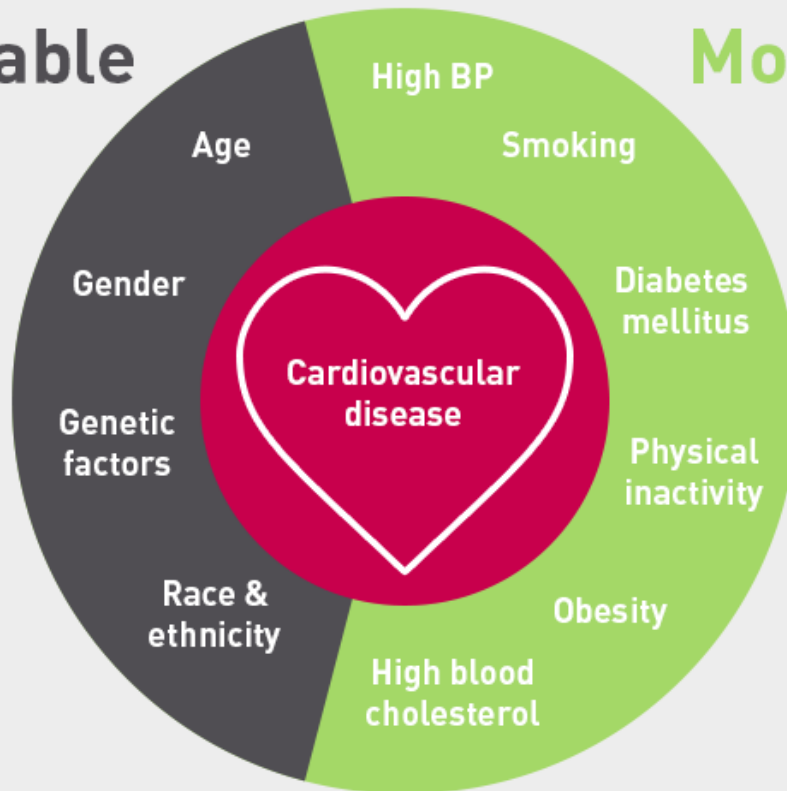 able
Mo
High BP
Smoking
Diabetes
mellitus
Physical
inactivity
Obesity
High blood
cholesterol
Age
Gender
Genetic
factors
Race &
ethnicity
Cardiovascular
disease